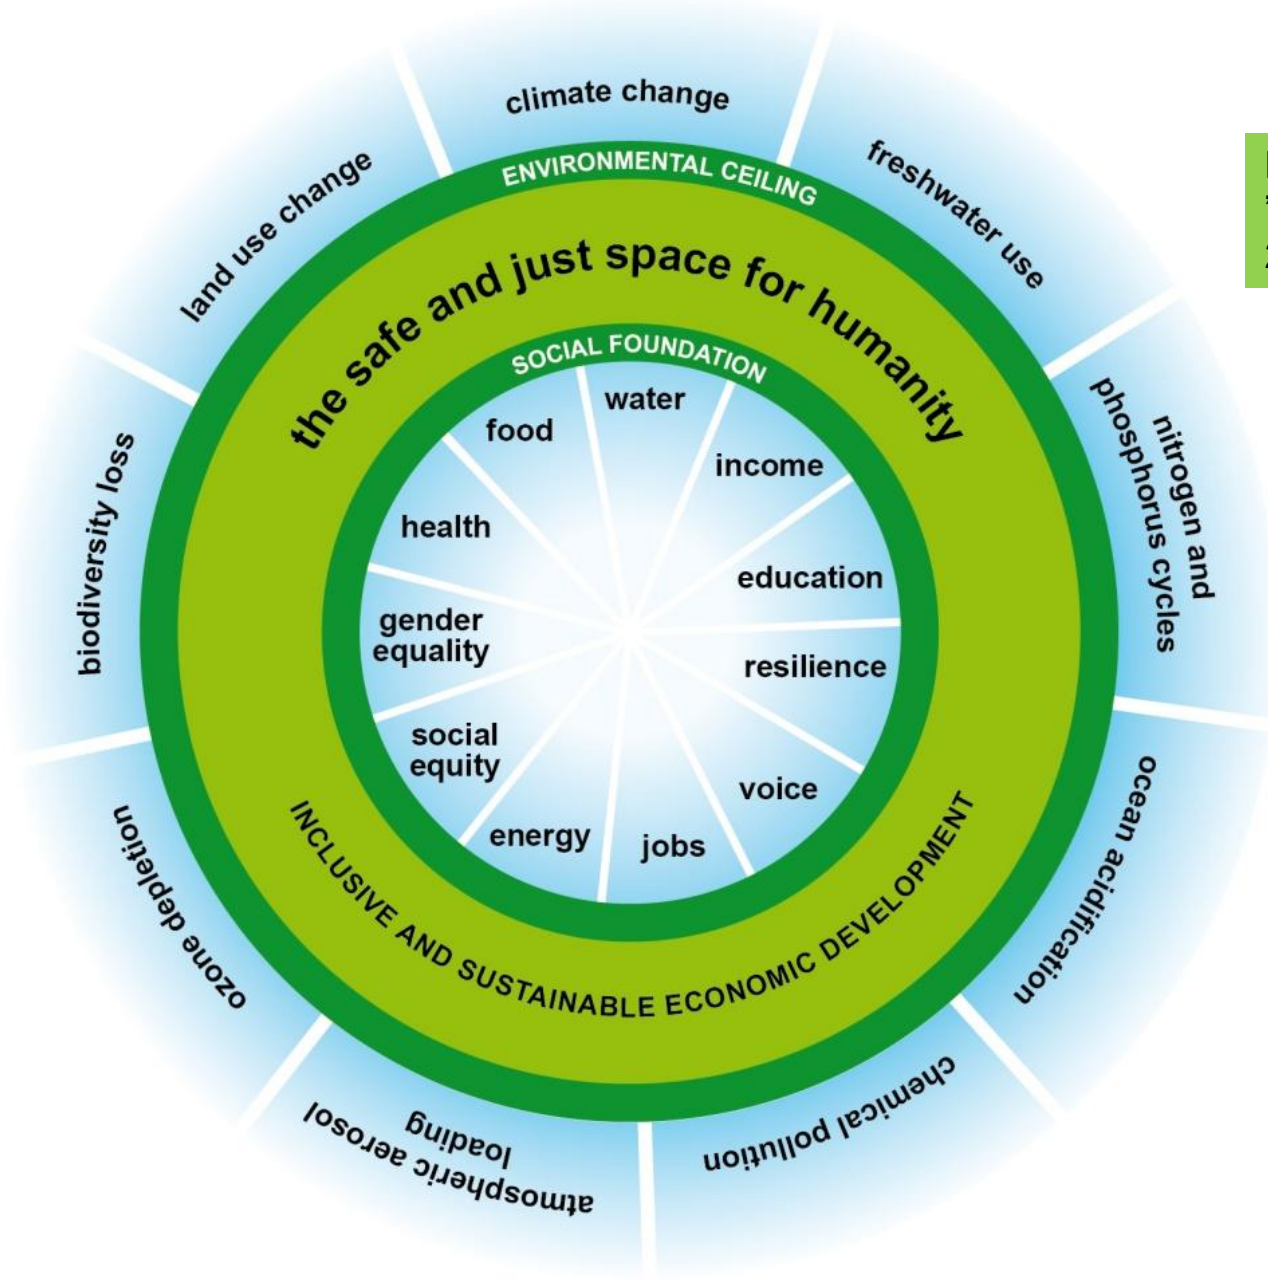 climate change
freshwater use
nitrogen and
phosphorus cycles
ocean acidification
chemical pollution
atmospheric aerosol
loading
ozone depletion
biodiversity loss
land use change
ENVIRONMENTAL CEILING
the safe and just space for humanity
SOCIAL FOUNDATION
water
income
education
resilience
voice
jobs
energy
social
equity
gender
equality
health
food
INCLUSIVE AND SUSTAINABLE ECONOMIC DEVELOPMENT